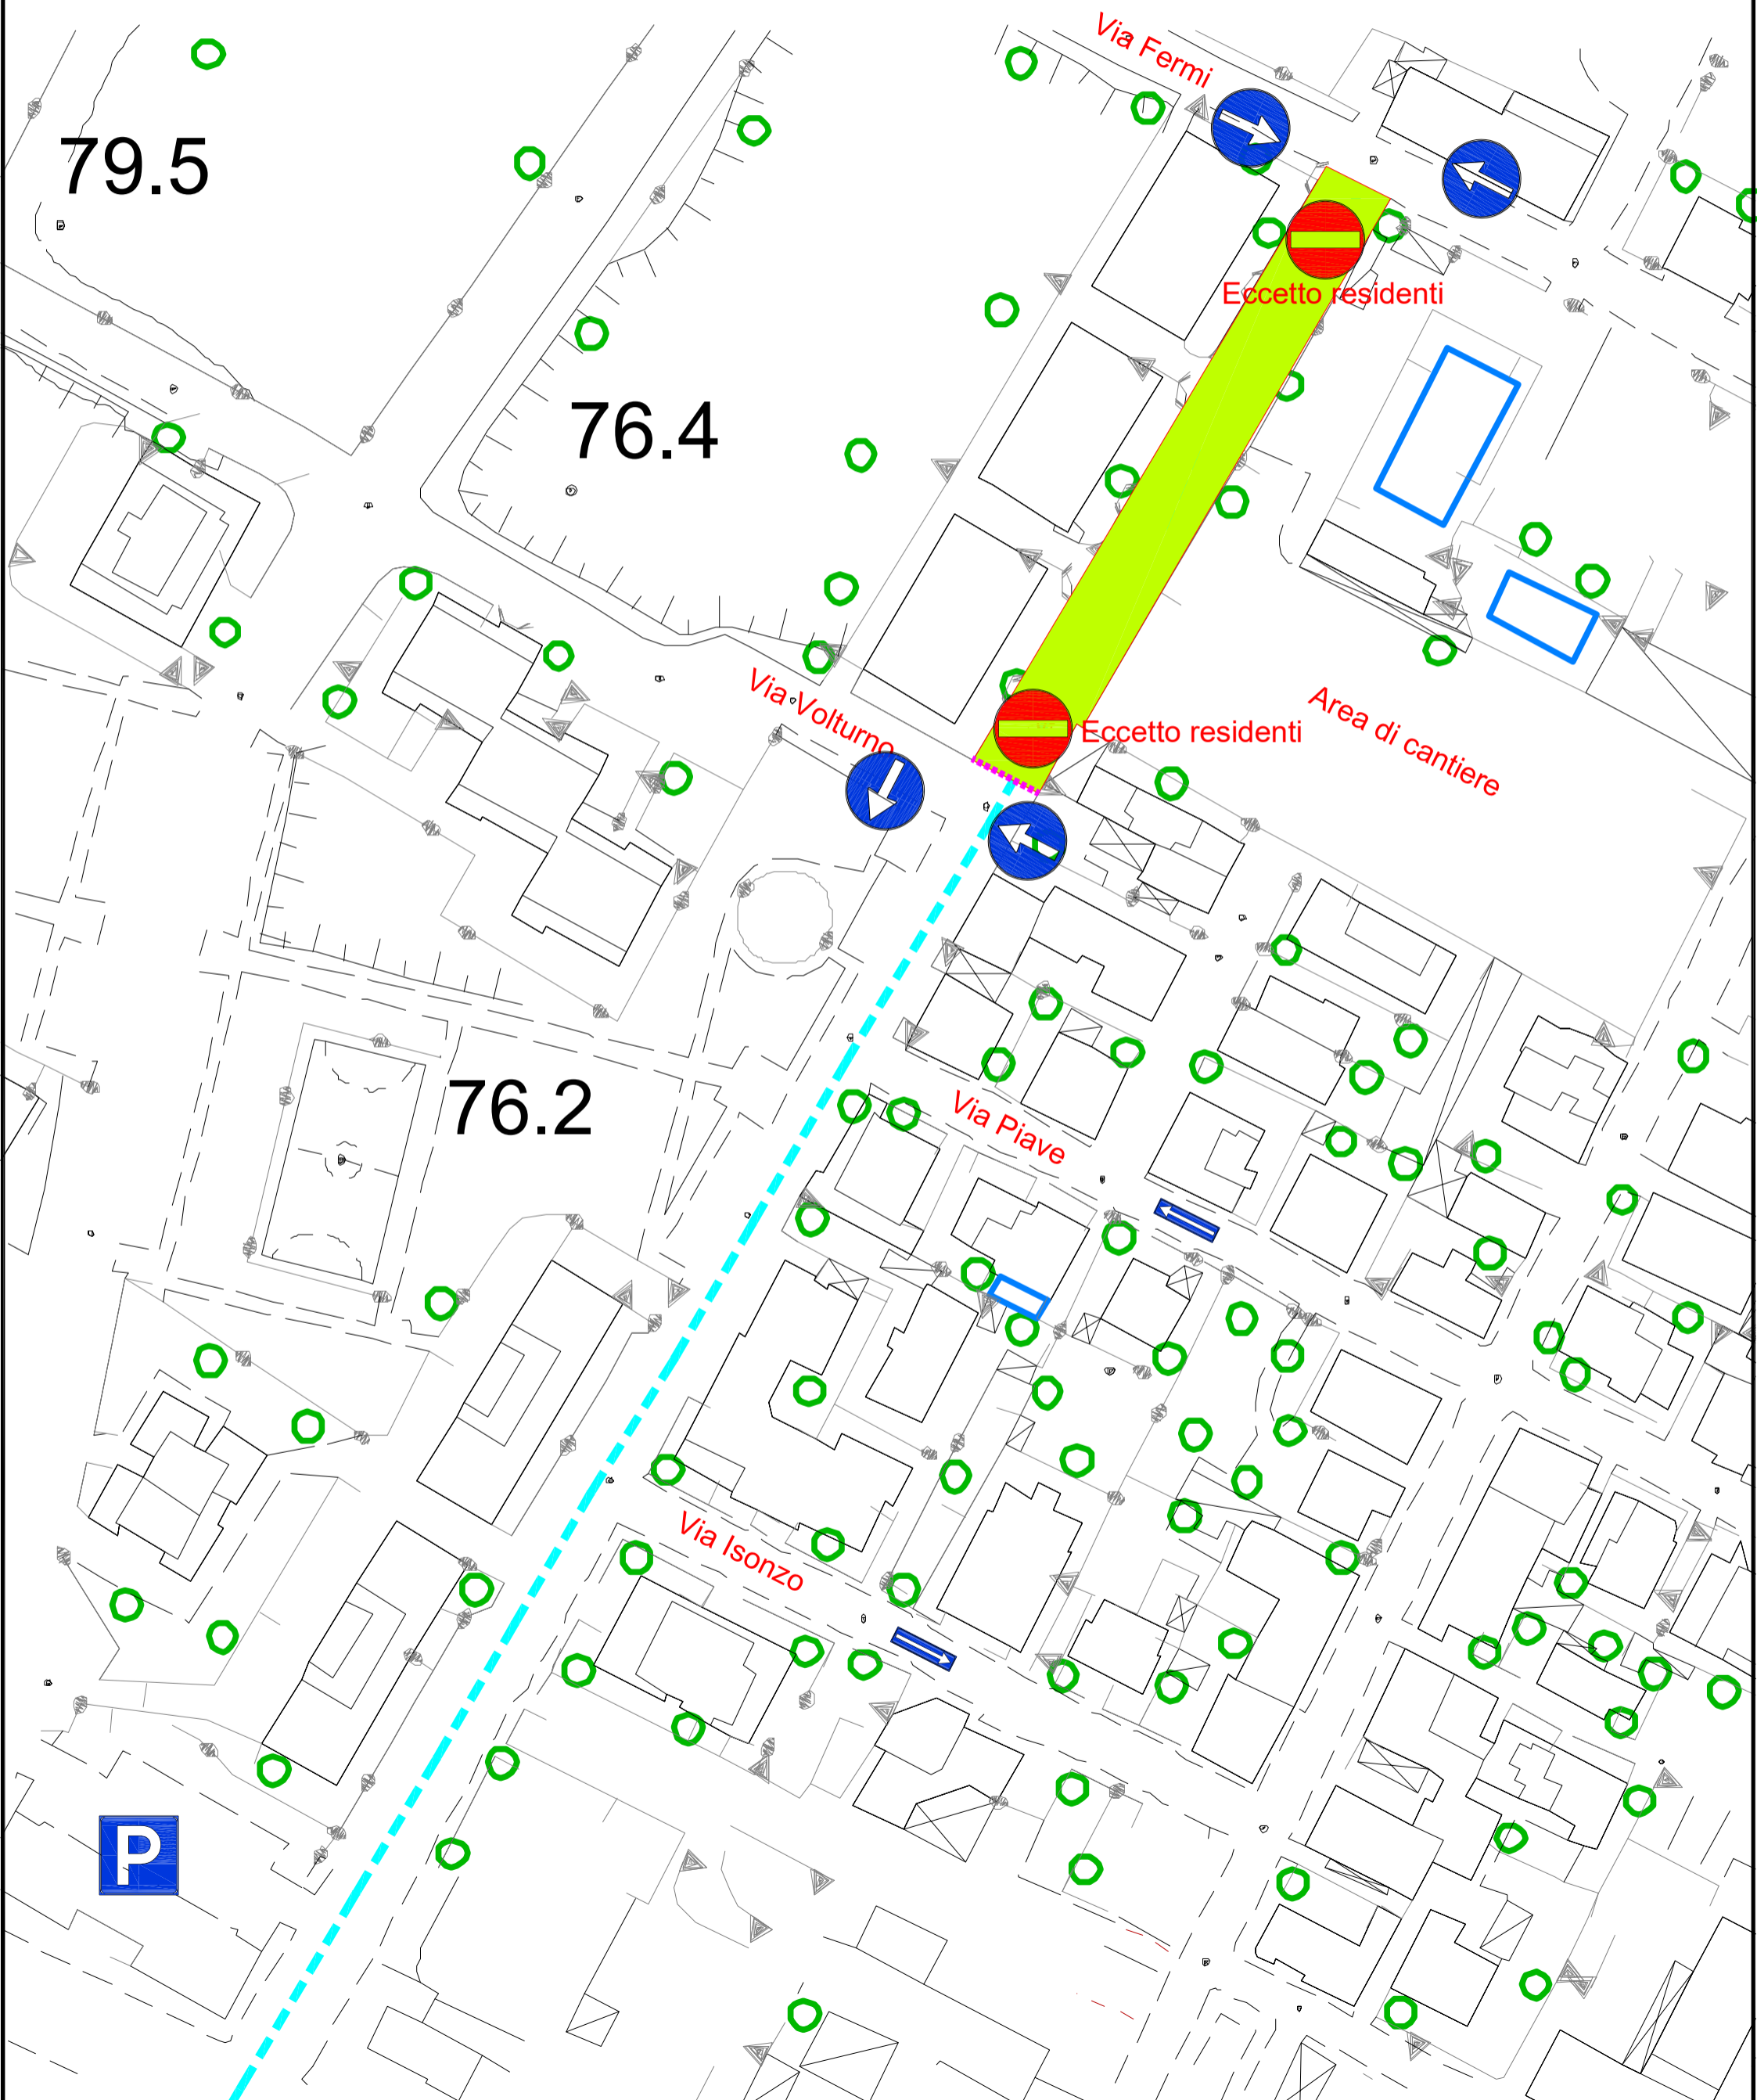 Via Fermi
79.5
Eccetto residenti
76.4
Via Volturno
Eccetto residenti
Area di cantiere
76.2
Via Piave
Via Isonzo
P